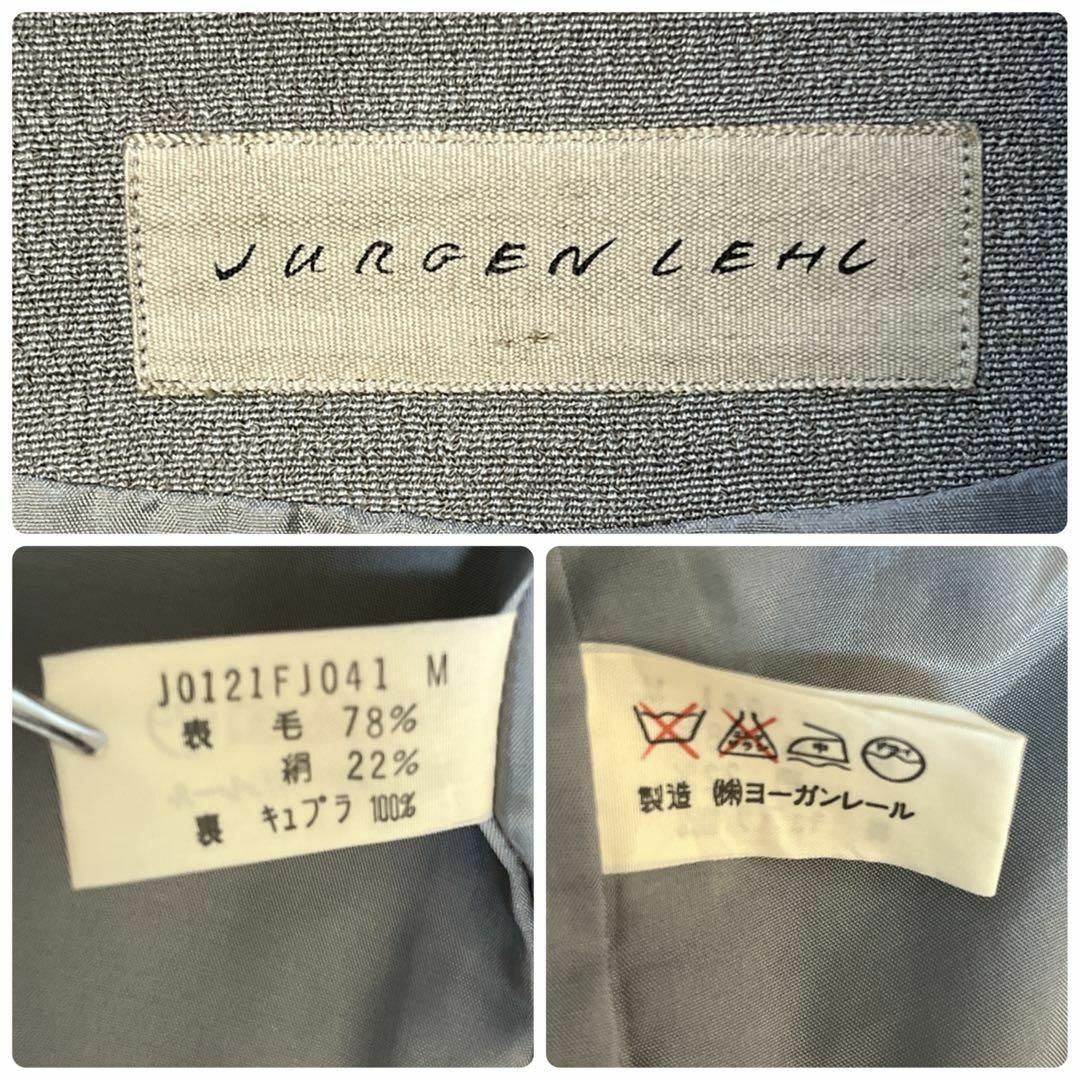 JURGEN LEHL
J0121FJ041 M
表 毛 78%
絹 22%
裏 キュプラ 100%
中
製造 ㈱ヨーガンレール